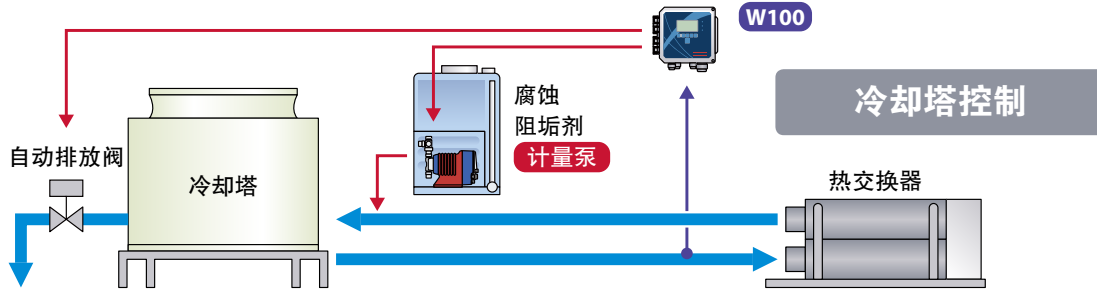 W100
冷却塔控制
腐蚀
阻垢剂
计量泵
自动排放阀
冷却塔
热交换器